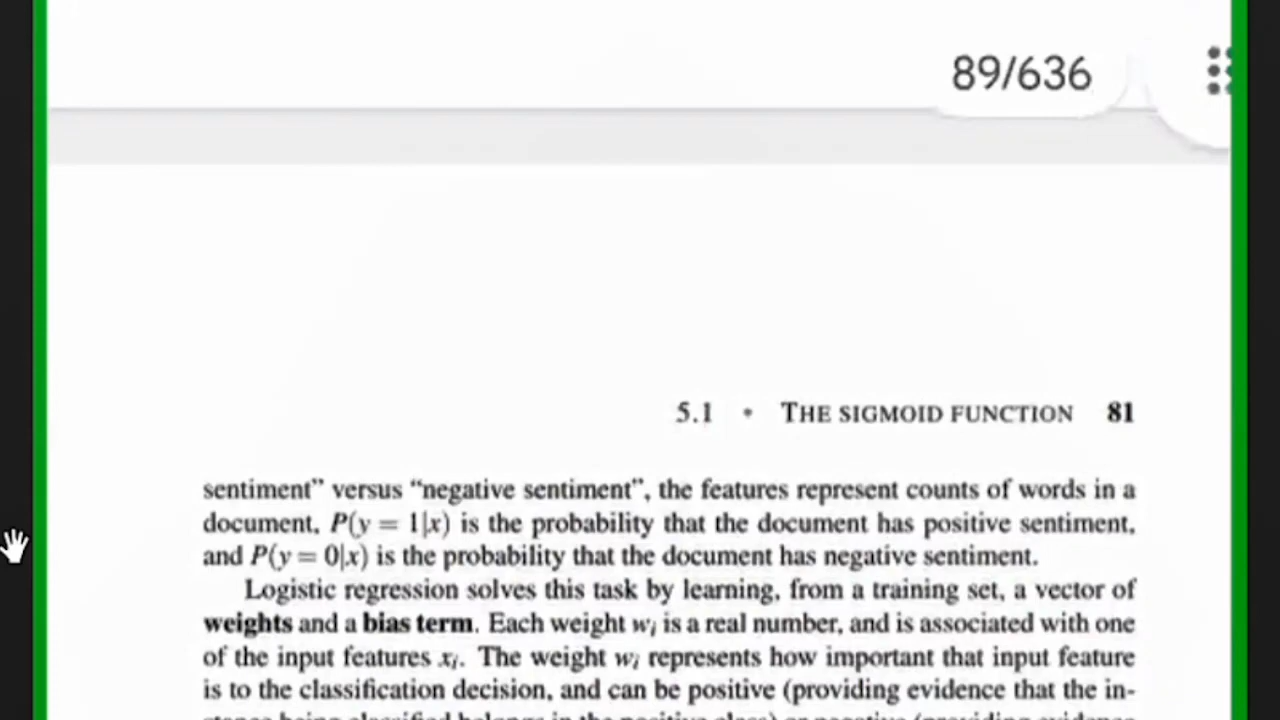 89/636
5.1 • THE SIGMOID FUNCTION 81
sentiment” versus “negative sentiment”, the features represent counts of words in a
document, P(y = 1|x) is the probability that the document has positive sentiment,
and P(y = 0|x) is the probability that the document has negative sentiment.
Logistic regression solves this task by learning, from a training set, a vector of
weights and a bias term. Each weight wᵢ is a real number, and is associated with one
of the input features xᵢ. The weight wᵢ represents how important that input feature
is to the classification decision, and can be positive (providing evidence that the in-